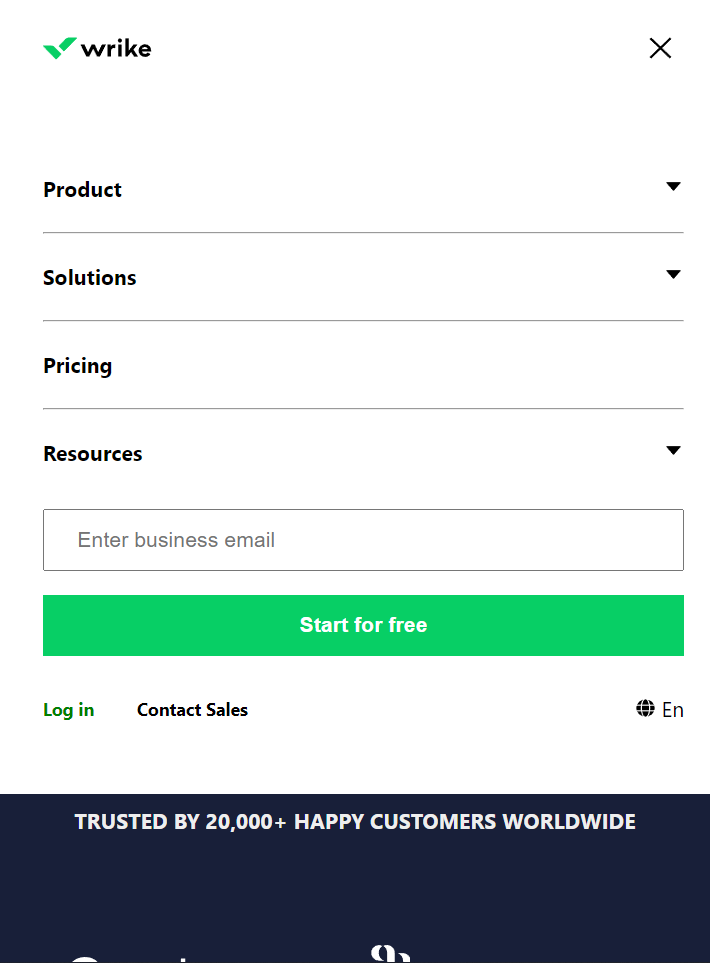 wrike
Product
Solutions
Pricing
Resources
Enter business email
Start for free
Log in Contact Sales En
TRUSTED BY 20,000+ HAPPY CUSTOMERS WORLDWIDE